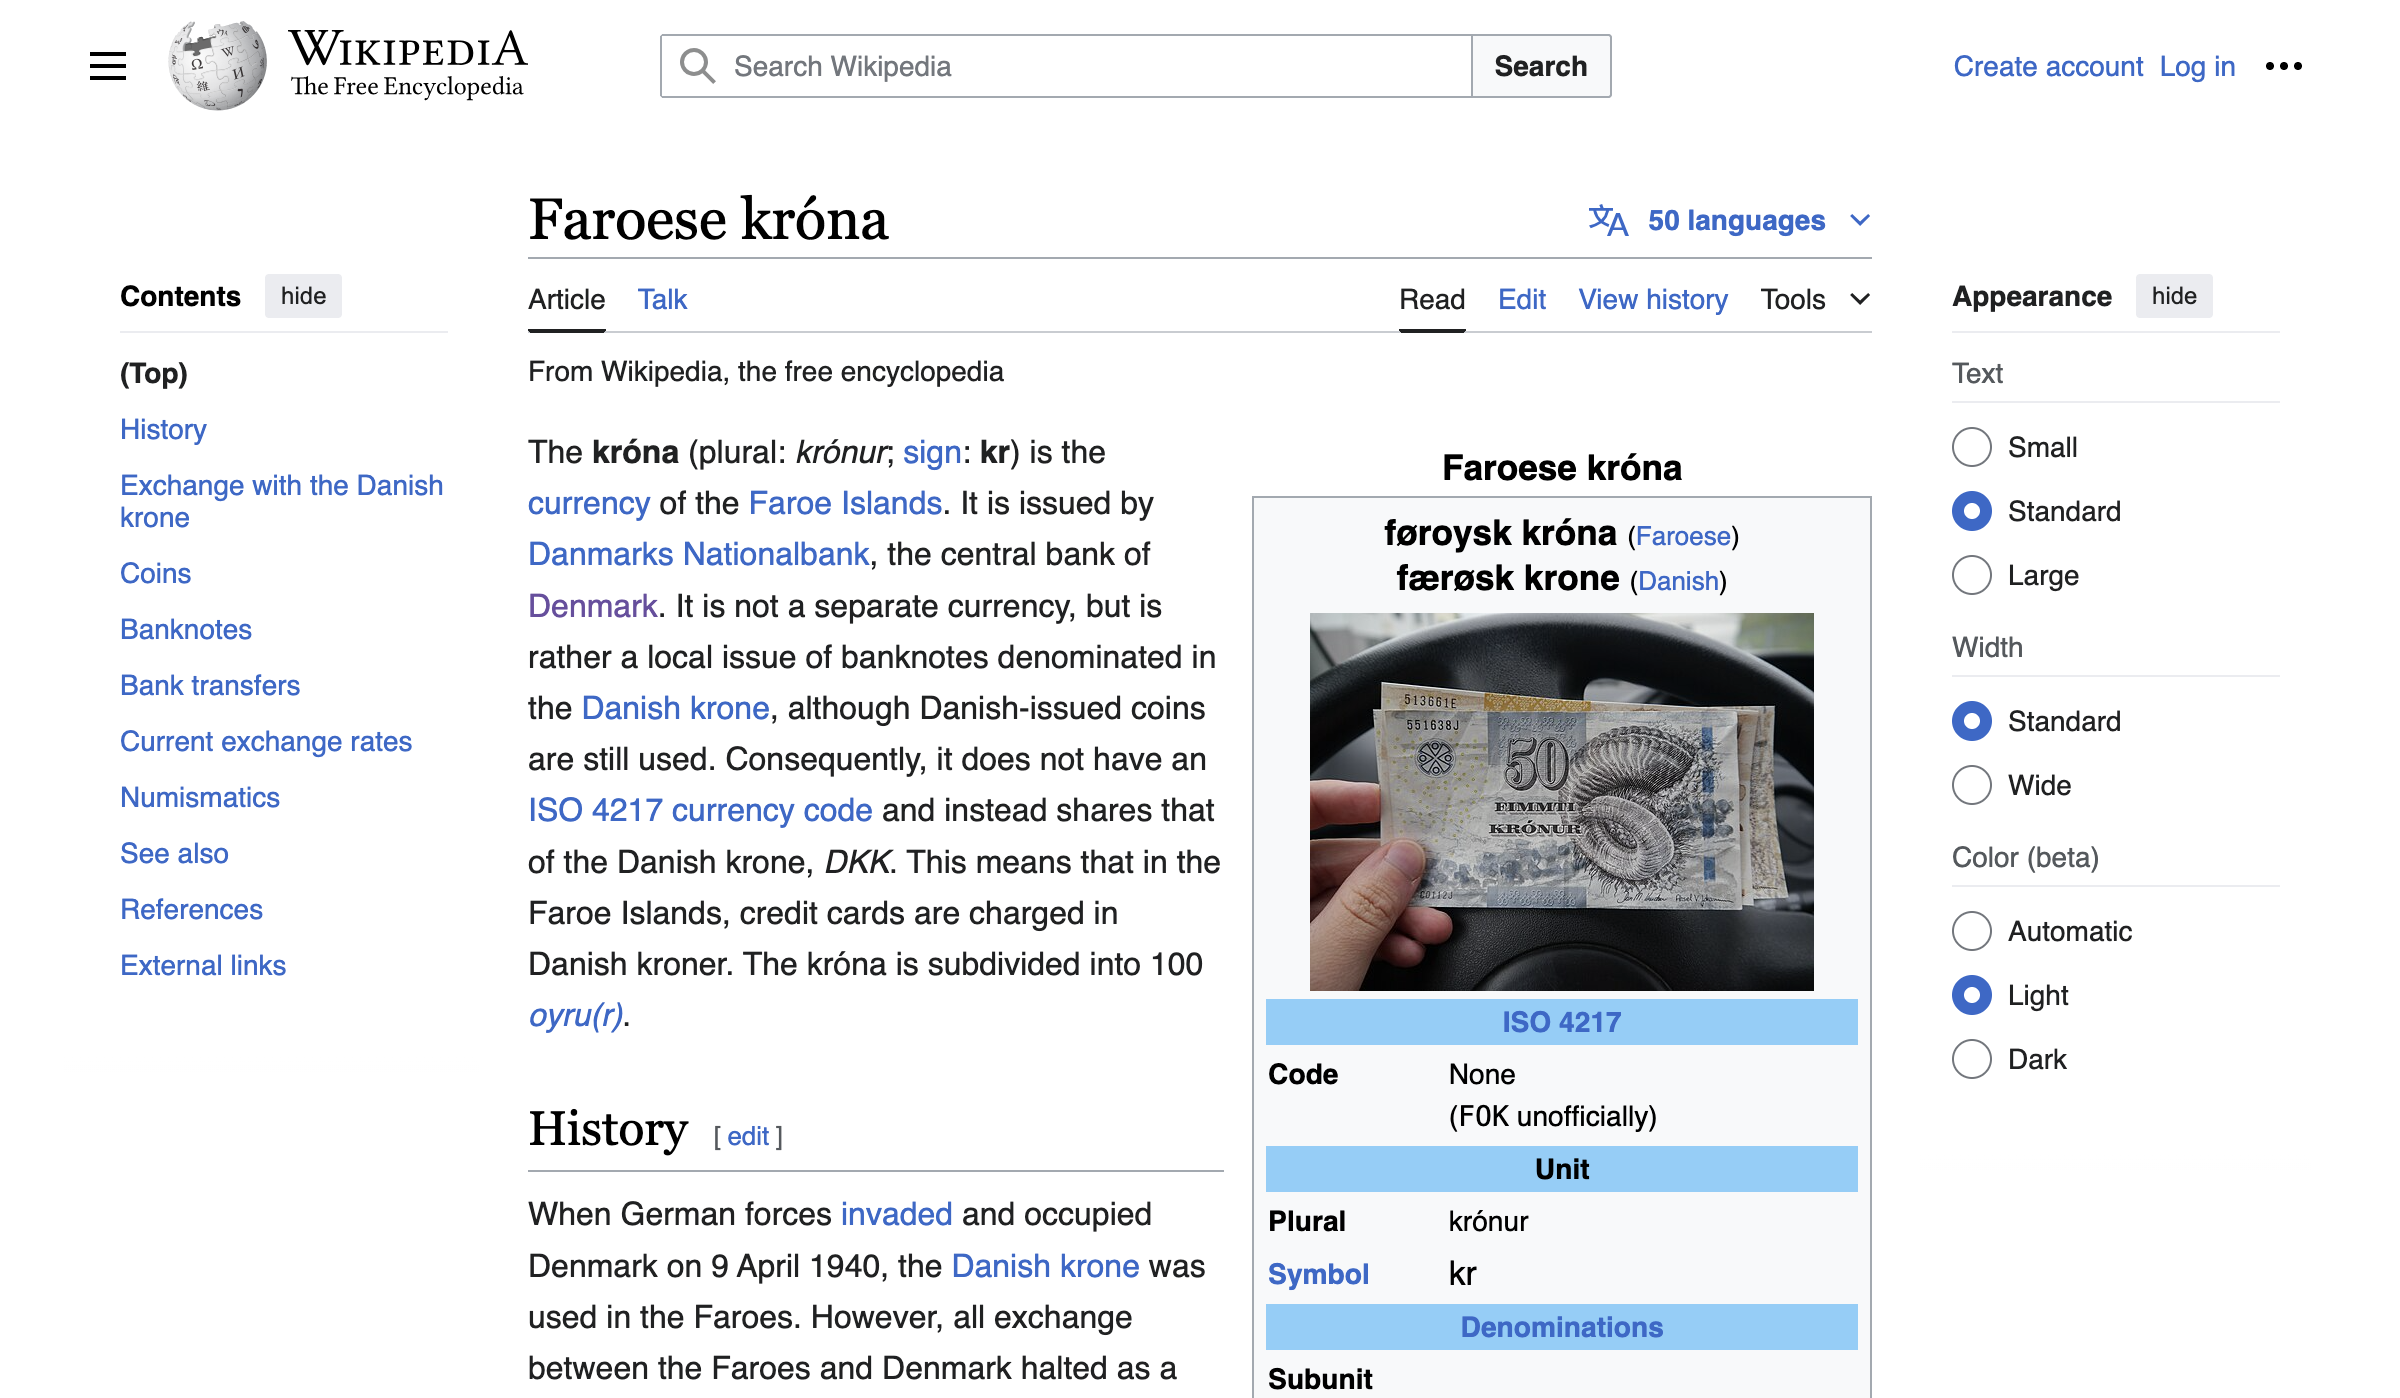 WIKIPEDIA
The Free Encyclopedia
Search Wikipedia
Search
Create account Log in
Faroese króna
50 languages
Contents hide
(Top)
History
Exchange with the Danish
krone
Coins
Banknotes
Bank transfers
Current exchange rates
Numismatics
See also
References
External links
Article Talk
Read Edit View history Tools
From Wikipedia, the free encyclopedia
The króna (plural: krónur; sign: kr) is the
currency of the Faroe Islands. It is issued by
Danmarks Nationalbank, the central bank of
Denmark. It is not a separate currency, but is
rather a local issue of banknotes denominated in
the Danish krone, although Danish-issued coins
are still used. Consequently, it does not have an
ISO 4217 currency code and instead shares that
of the Danish krone, DKK. This means that in the
Faroe Islands, credit cards are charged in
Danish kroner. The króna is subdivided into 100
oyru(r).
History [ edit ]
When German forces invaded and occupied
Denmark on 9 April 1940, the Danish krone was
used in the Faroes. However, all exchange
between the Faroes and Denmark halted as a
Faroese króna
føroysk króna (Faroese)
færøsk krone (Danish)
513661E
551638J
50
FIMMTI
KRÓNUR
ISO 4217
Code None
(FOK unofficially)
Unit
Plural krónur
Symbol kr
Denominations
Subunit
Appearance hide
Text
Small
Standard
Large
Width
Standard
Wide
Color (beta)
Automatic
Light
Dark